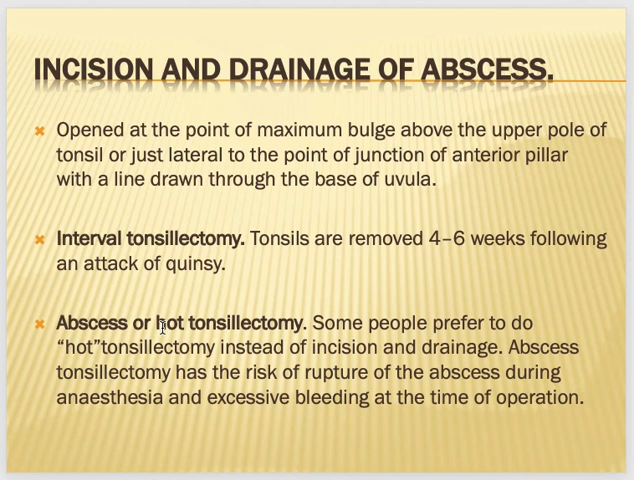 INCISION AND DRAINAGE OF ABSCESS.
Opened at the point of maximum bulge above the upper pole of
tonsil or just lateral to the point of junction of anterior pillar
with a line drawn through the base of uvula.
Interval tonsillectomy. Tonsils are removed 4–6 weeks following
an attack of quinsy.
Abscess or hot tonsillectomy. Some people prefer to do
“hot”tonsillectomy instead of incision and drainage. Abscess
tonsillectomy has the risk of rupture of the abscess during
anaesthesia and excessive bleeding at the time of operation.